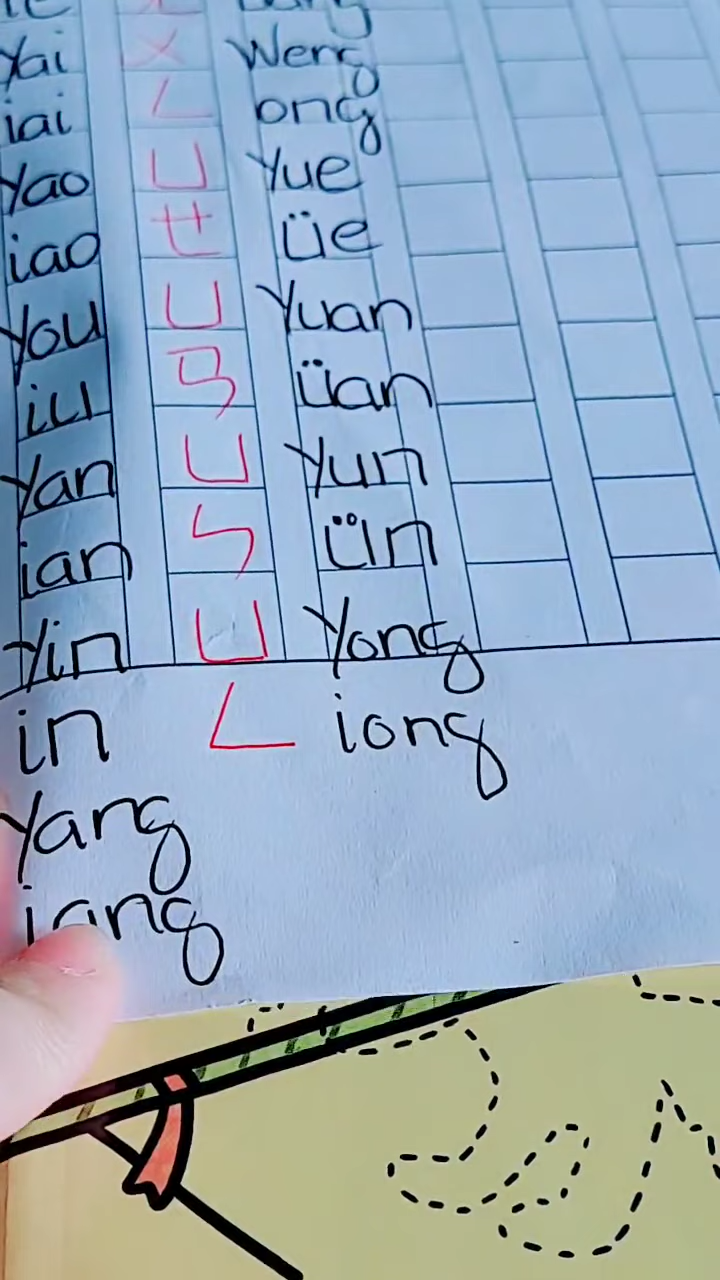 Yai ㄨ Weng
iai ㄥ ong
Yao ㄩ Yue
iao ㄝ üe
You ㄩ Yuan
iu ㄢ üan
Yan ㄩ Yun
ian ㄣ ün
Yin ㄩ Yong
in ㄥ iong
Yang
iang